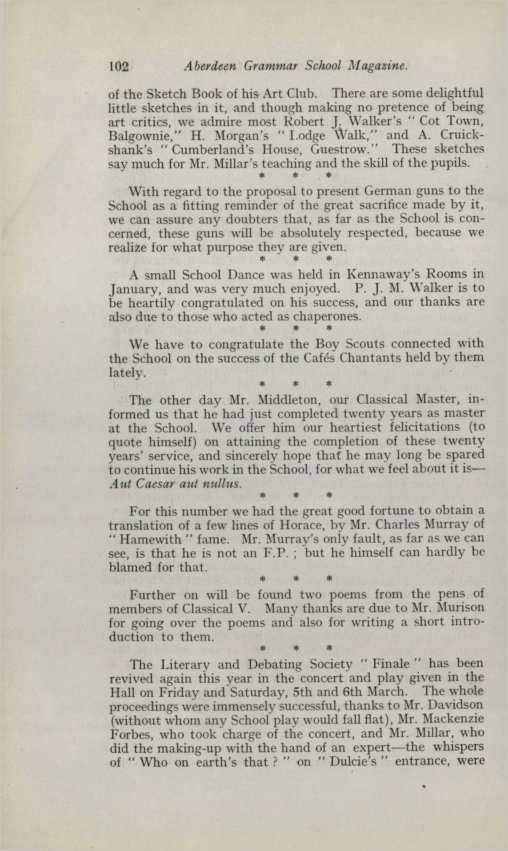 102 Aberdeen Grammar School Magazine.
of the Sketch Book of his Art Club. There are some delightful
little sketches in it, and though making no pretence of being
art critics, we admire most Robert J. Walker's " Cot Town,
Balgownie," H. Morgan's " Lodge Walk," and A. Cruick-
shank's " Cumberland's House, Guestrow." These sketches
say much for Mr. Millar's teaching and the skill of the pupils.
* * *
With regard to the proposal to present German guns to the
School as a fitting reminder of the great sacrifice made by it,
we can assure any doubters that, as far as the School is con-
cerned, these guns will be absolutely respected, because we
realize for what purpose they are given.
* * *
A small School Dance was held in Kennaway's Rooms in
January, and was very much enjoyed. P. J. M. Walker is to
be heartily congratulated on his success, and our thanks are
also due to those who acted as chaperones.
* * *
We have to congratulate the Boy Scouts connected with
the School on the success of the Cafés Chantants held by them
lately.
* * *
The other day Mr. Middleton, our Classical Master, in-
formed us that he had just completed twenty years as master
at the School. We offer him our heartiest felicitations (to
quote himself) on attaining the completion of these twenty
years' service, and sincerely hope that he may long be spared
to continue his work in the School, for what we feel about it is—
Aut Caesar aut nullus.
* * *
For this number we had the great good fortune to obtain a
translation of a few lines of Horace, by Mr. Charles Murray of
" Hamewith " fame. Mr. Murray's only fault, as far as we can
see, is that he is not an F.P. ; but he himself can hardly be
blamed for that.
* * *
Further on will be found two poems from the pens of
members of Classical V. Many thanks are due to Mr. Murison
for going over the poems and also for writing a short intro-
duction to them.
* * *
The Literary and Debating Society " Finale " has been
revived again this year in the concert and play given in the
Hall on Friday and Saturday, 5th and 6th March. The whole
proceedings were immensely successful, thanks to Mr. Davidson
(without whom any School play would fall flat), Mr. Mackenzie
Forbes, who took charge of the concert, and Mr. Millar, who
did the making-up with the hand of an expert—the whispers
of " Who on earth's that ? " on " Dulcie's " entrance, were